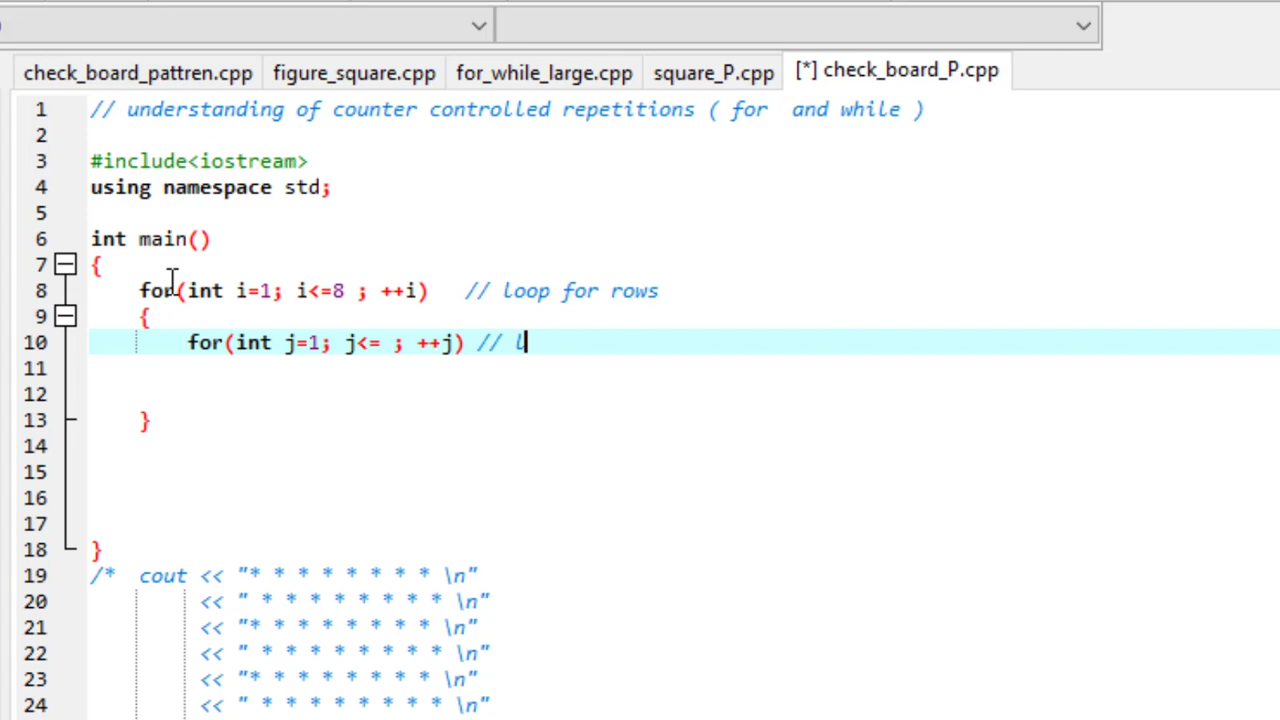 check_board_pattren.cpp figure_square.cpp for_while_large.cpp square_P.cpp [*] check_board_P.cpp
1 // understanding of counter controlled repetitions ( for  and while )
2
3 #include<iostream>
4 using namespace std;
5
6 int main()
7 {
8 for(int i=1; i<=8 ; ++i)   // loop for rows
9 {
10 for(int j=1; j<= ; ++j) // l
11
12
13 }
14
15
16
17
18 }
19 /*  cout << "* * * * * * * * \n"
20 << " * * * * * * * * \n"
21 << "* * * * * * * * \n"
22 << " * * * * * * * * \n"
23 << "* * * * * * * * \n"
24 << " * * * * * * * * \n"